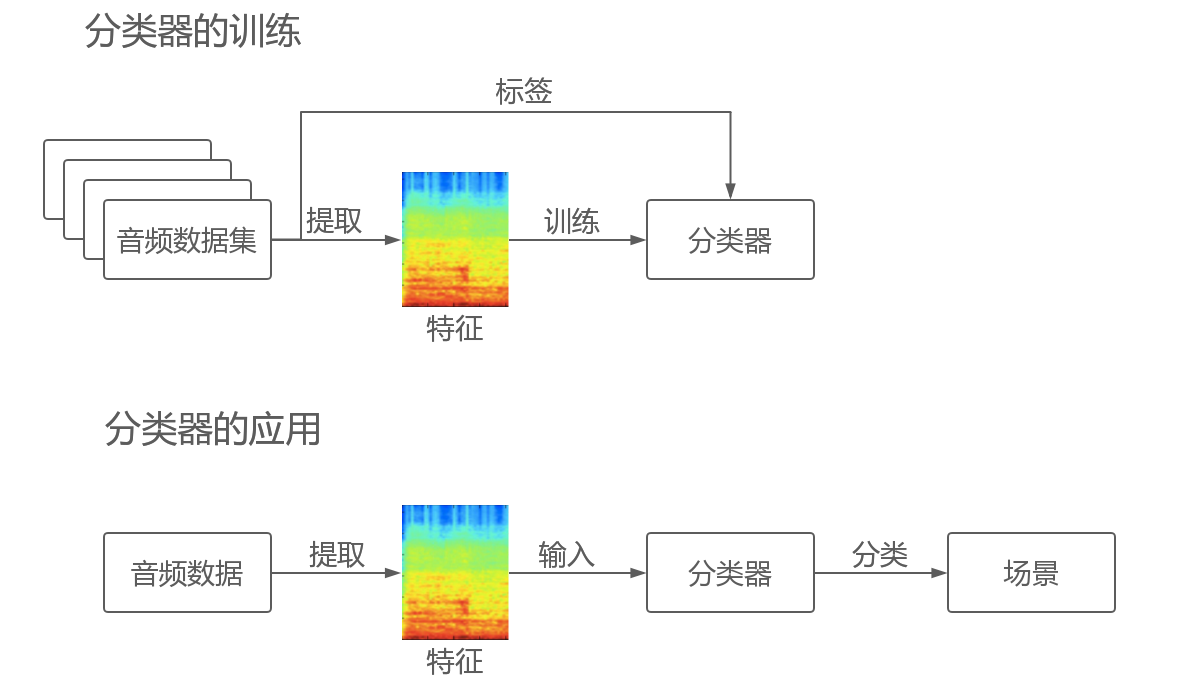 分类器的训练
标签
音频数据集
提取
训练
分类器
特征
分类器的应用
音频数据
提取
输入
分类器
分类
场景
特征